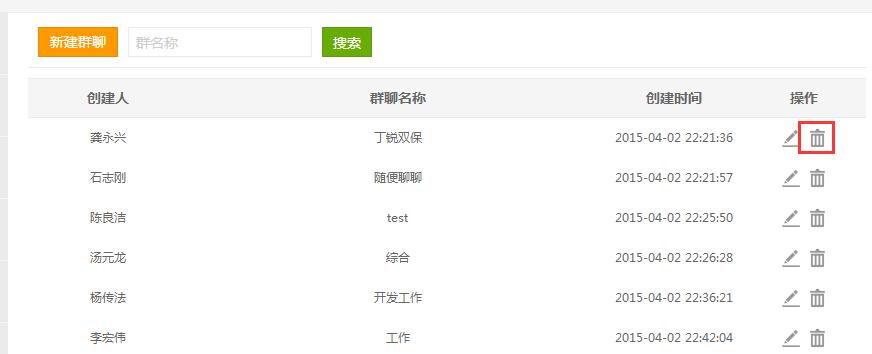 新建群聊 群名称 搜索
创建人 群聊名称 创建时间 操作
龚永兴 丁锐双保 2015-04-02 22:21:36
石志刚 随便聊聊 2015-04-02 22:21:57
陈良洁 test 2015-04-02 22:25:50
汤元龙 综合 2015-04-02 22:26:28
杨传法 开发工作 2015-04-02 22:36:21
李宏伟 工作 2015-04-02 22:42:04